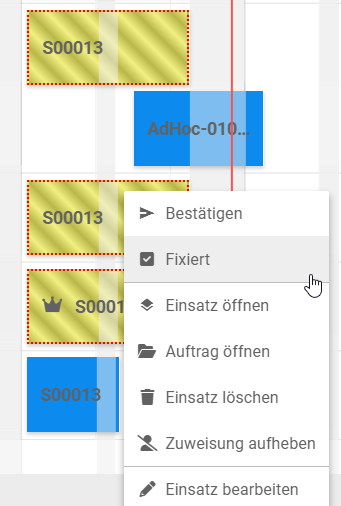 S00013
AdHoc-010...
S00013
Bestätigen
Fixiert
Einsatz öffnen
S0001
Auftrag öffnen
S00013
Einsatz löschen
Zuweisung aufheben
Einsatz bearbeiten